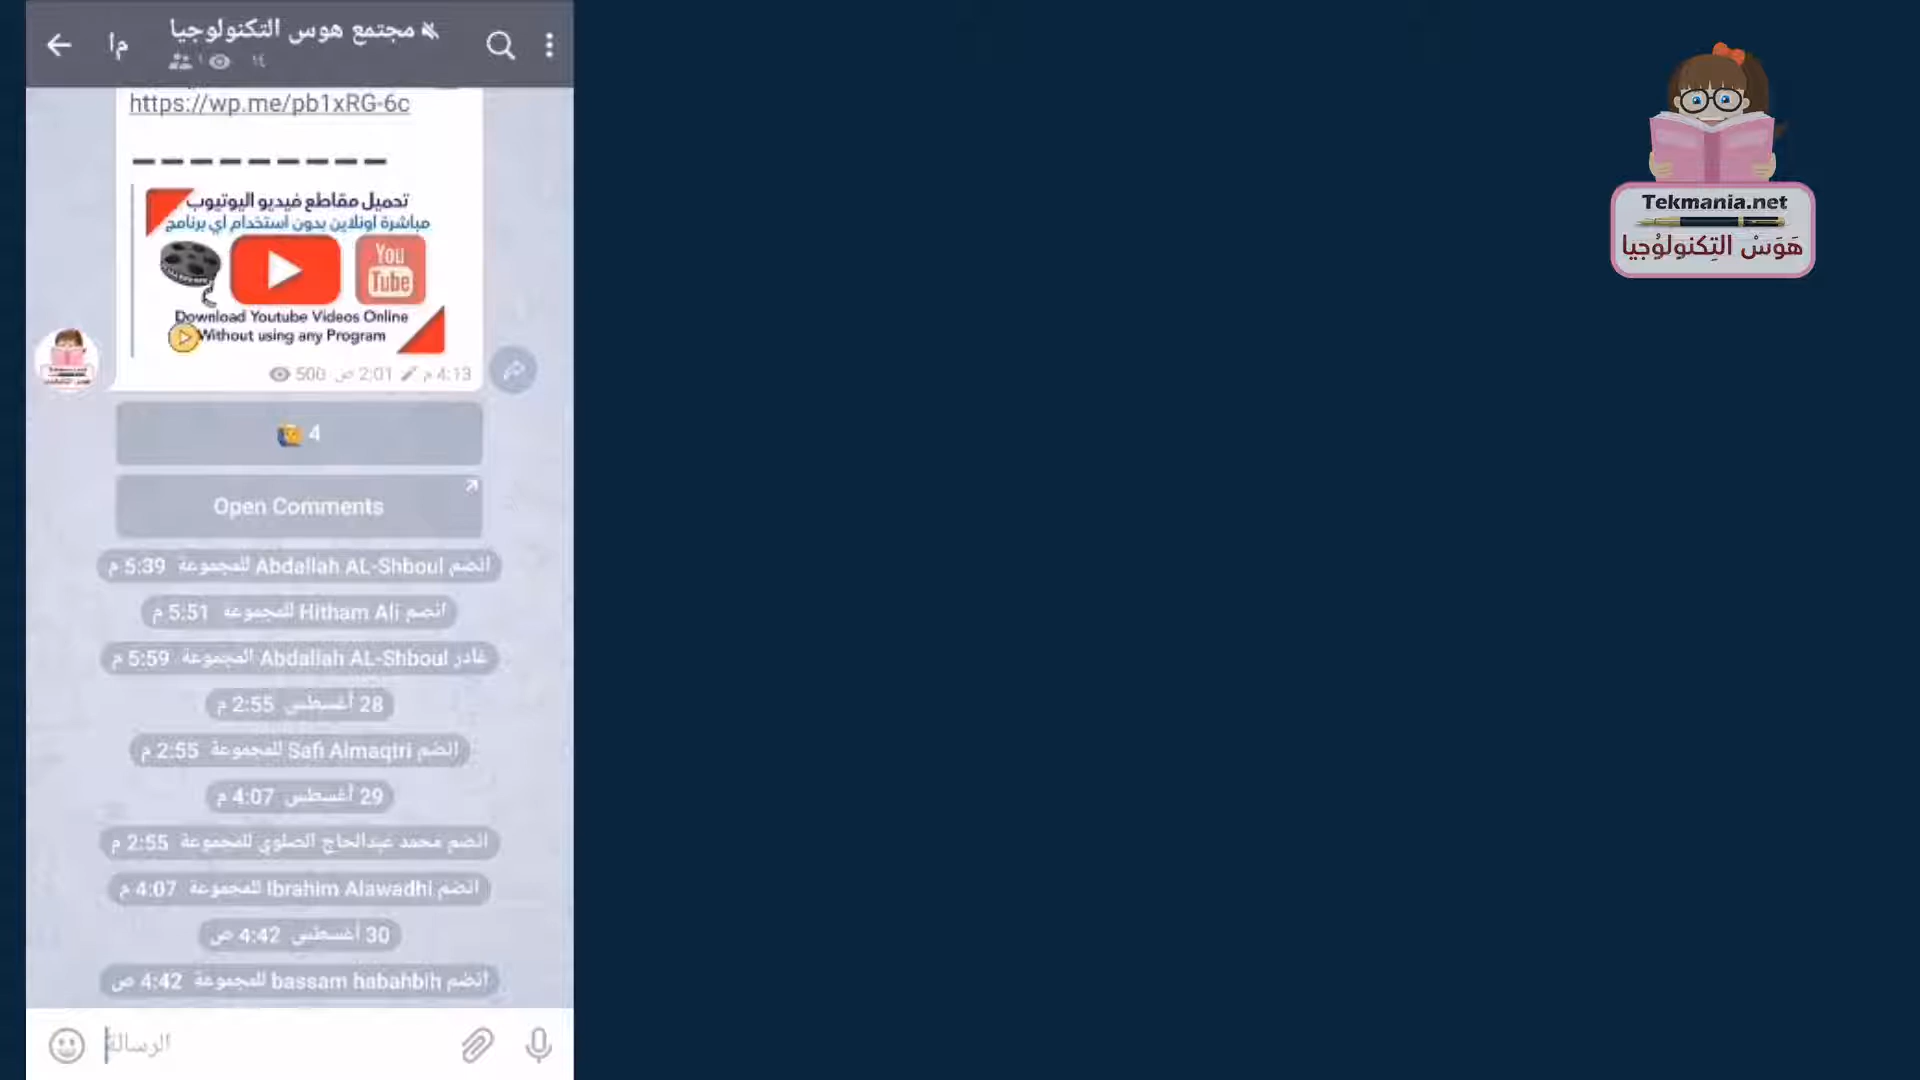 مجتمع هوس التكنولوجيا
ما
١ ١٤
https://wp.me/pb1xRG-6c
تحميل مقاطع فيديو اليوتيوب
مباشرة اونلاين بدون استخدام اي برنامج
You
Tube
Download Youtube Videos Online
Without using any Program
500 2:01 ص 4:13 م
4
Open Comments
انضم Abdallah AL-Shboul للمجموعة 5:39 م
انضم Hitham Ali للمجموعة 5:51 م
غادر Abdallah AL-Shboul المجموعة 5:59 م
28 أغسطس 2:55 م
انضم Safi Almaqtri للمجموعة 2:55 م
29 أغسطس 4:07 م
انضم محمد عبدالحاج الصلوي للمجموعة 2:55 م
انضم Ibrahim Alawadhi للمجموعة 4:07 م
30 أغسطس 4:42 ص
انضم bassam habahbih للمجموعة 4:42 ص
الرسالة
Tekmania.net
هَوَسْ التِكنولوُجيا